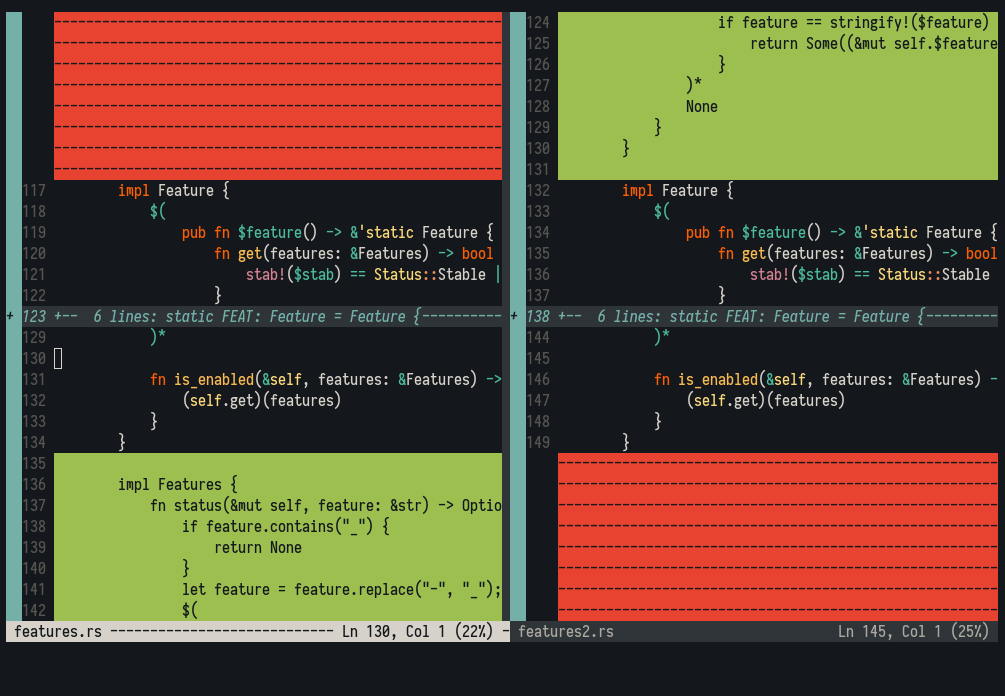 117         impl Feature {
118             $(
119                 pub fn $feature() -> &'static Feature {
120                     fn get(features: &Features) -> bool
121                         stab!($stab) == Status::Stable |
122                     }
+ 123 +--  6 lines: static FEAT: Feature = Feature {----------
129             )*
130
131             fn is_enabled(&self, features: &Features) ->
132                 (self.get)(features)
133             }
134         }
135
136         impl Features {
137             fn status(&mut self, feature: &str) -> Optio
138                 if feature.contains("_") {
139                     return None
140                 }
141                 let feature = feature.replace("-", "_");
142                 $(
features.rs ---------------------------- Ln 130, Col 1 (22%) -
124                     if feature == stringify!($feature)
125                         return Some((&mut self.$feature
126                     }
127                 )*
128                 None
129             }
130         }
131
132         impl Feature {
133             $(
134                 pub fn $feature() -> &'static Feature {
135                     fn get(features: &Features) -> bool
136                         stab!($stab) == Status::Stable
137                     }
+ 138 +--  6 lines: static FEAT: Feature = Feature {---------
144             )*
145
146             fn is_enabled(&self, features: &Features) -
147                 (self.get)(features)
148             }
149         }
features2.rs Ln 145, Col 1 (25%)